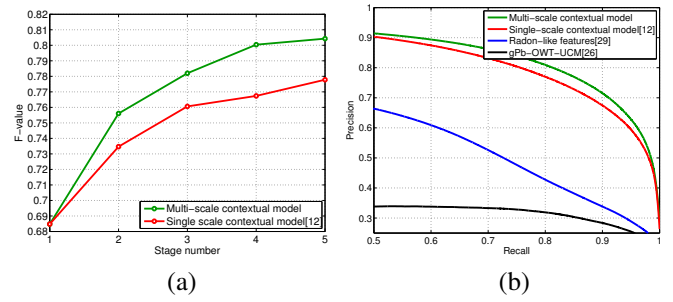 0.82
0.81
0.8
0.79
0.78
0.77
0.76
0.75
0.74
0.73
0.72
0.71
0.7
0.69
0.68
F-value
1 2 3 4 5
Stage number
Multi-scale contextual model
Single scale contextual model[12]
(a)
1
0.9
0.8
0.7
0.6
0.5
0.4
0.3
Precision
0.5 0.6 0.7 0.8 0.9 1
Recall
Multi-scale contextual model
Single-scale contextual model[12]
Radon-like features[29]
gPb-OWT-UCM[26]
(b)